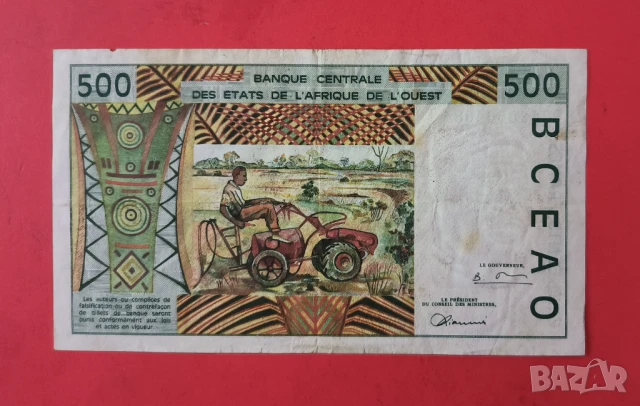 500
BANQUE CENTRALE
DES ETATS DE L'AFRIQUE DE L'OUEST
500
BCEAO
LE GOUVERNEUR,
LE PRÉSIDENT
DU CONSEIL DES MINISTRES,
Les auteurs ou complices de
falsification ou de contrefaçon
de billets de banque seront
punis conformément aux lois
et actes en vigueur
BAZAR